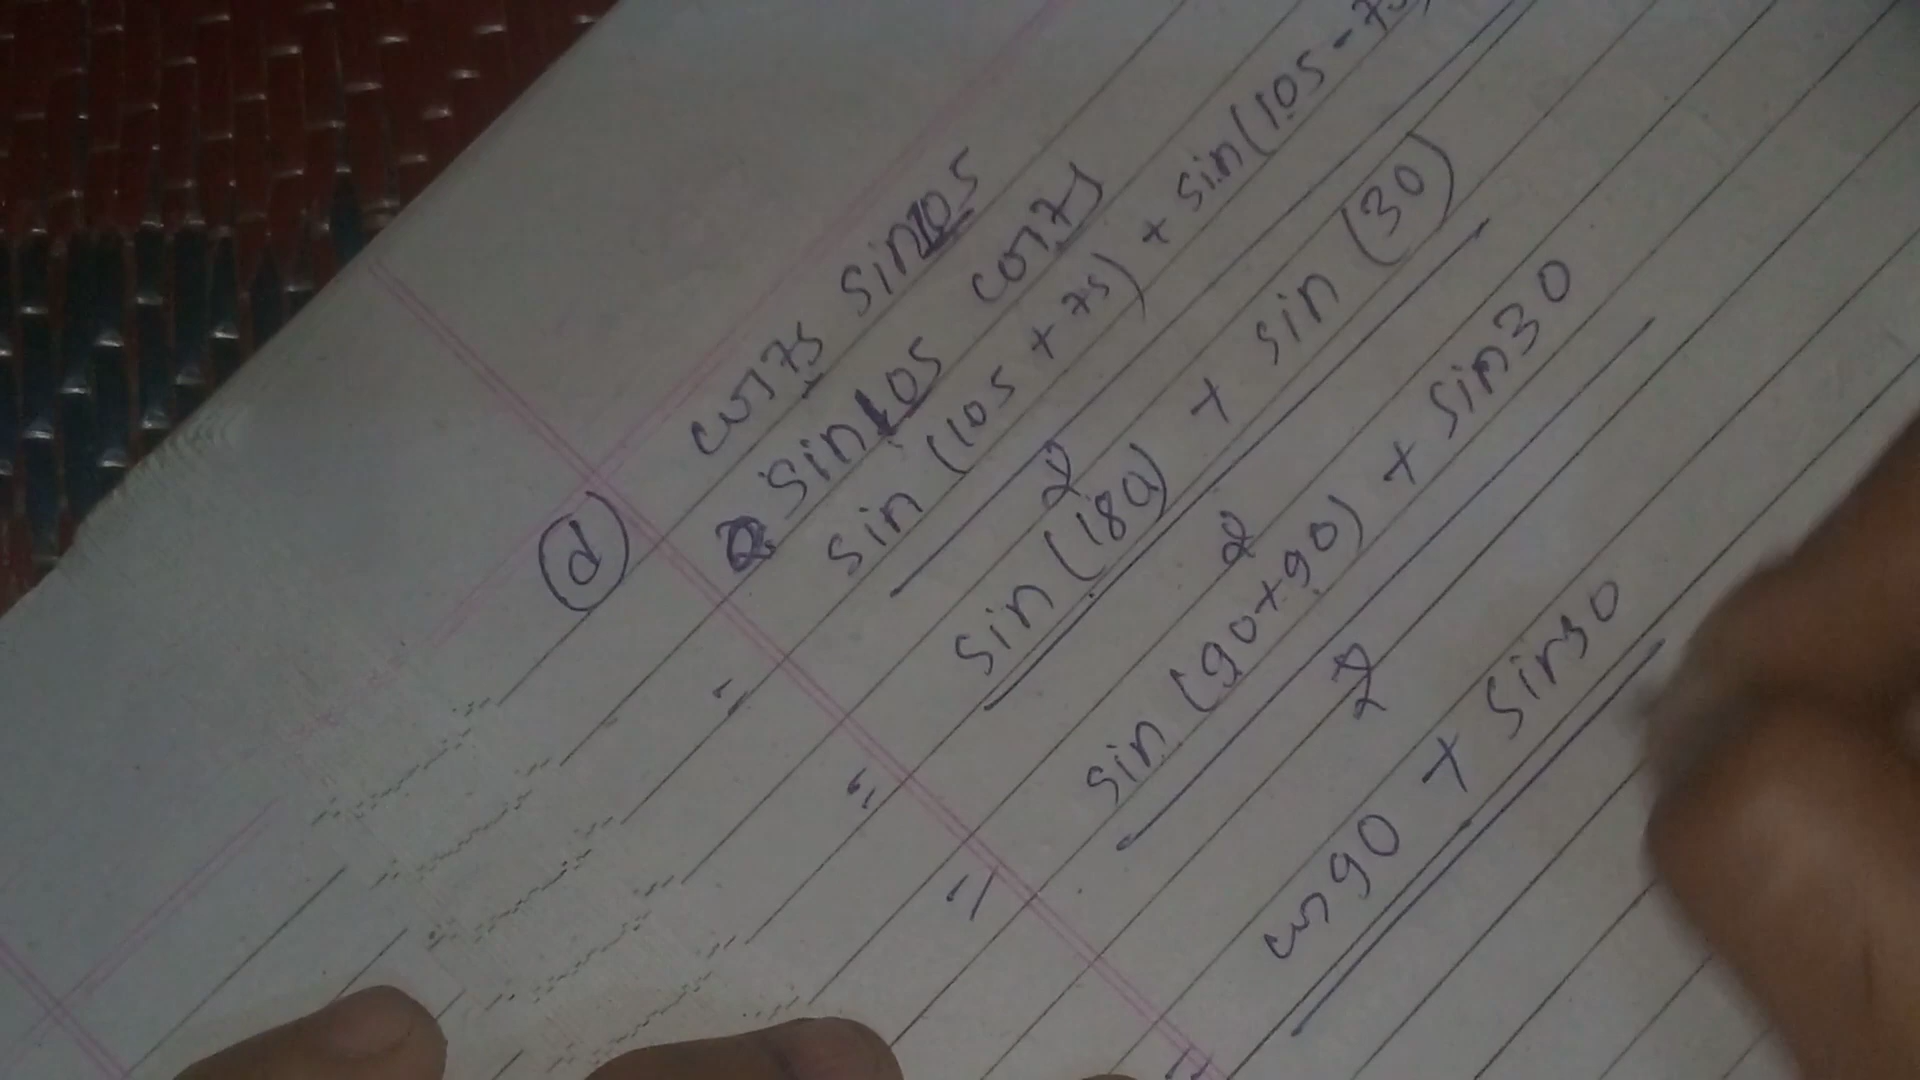 (d) cos75 sin105
sin105 cos75
= sin (105 + 75) + sin(105 - 75
2
= sin (180) + sin (30)
2
= sin (90+90) + sin30
2
= cos90 + sin30